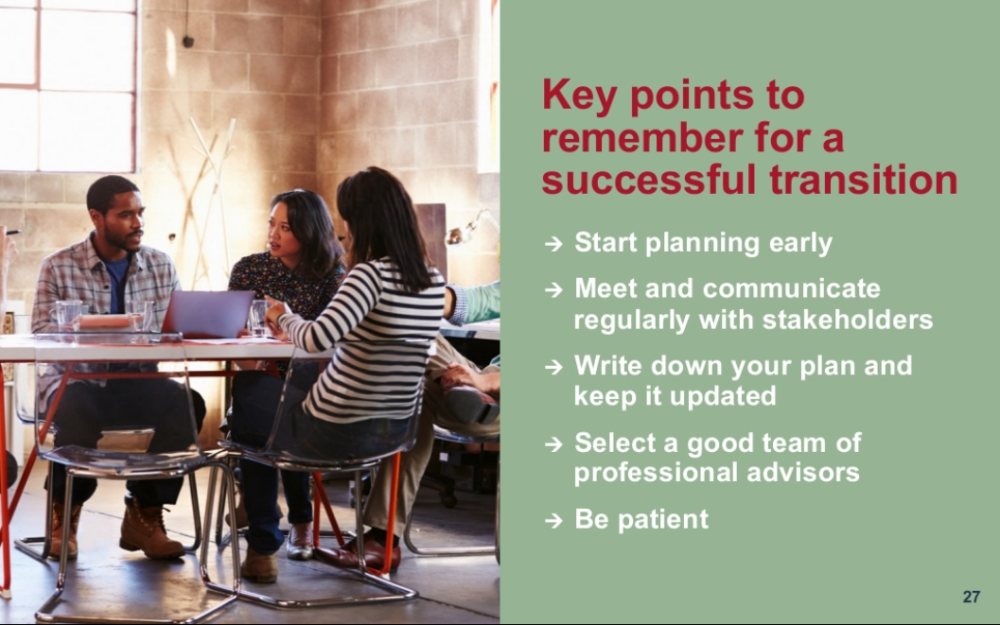 Key points to
remember for a
successful transition
→ Start planning early
→ Meet and communicate
regularly with stakeholders
→ Write down your plan and
keep it updated
→ Select a good team of
professional advisors
→ Be patient
27